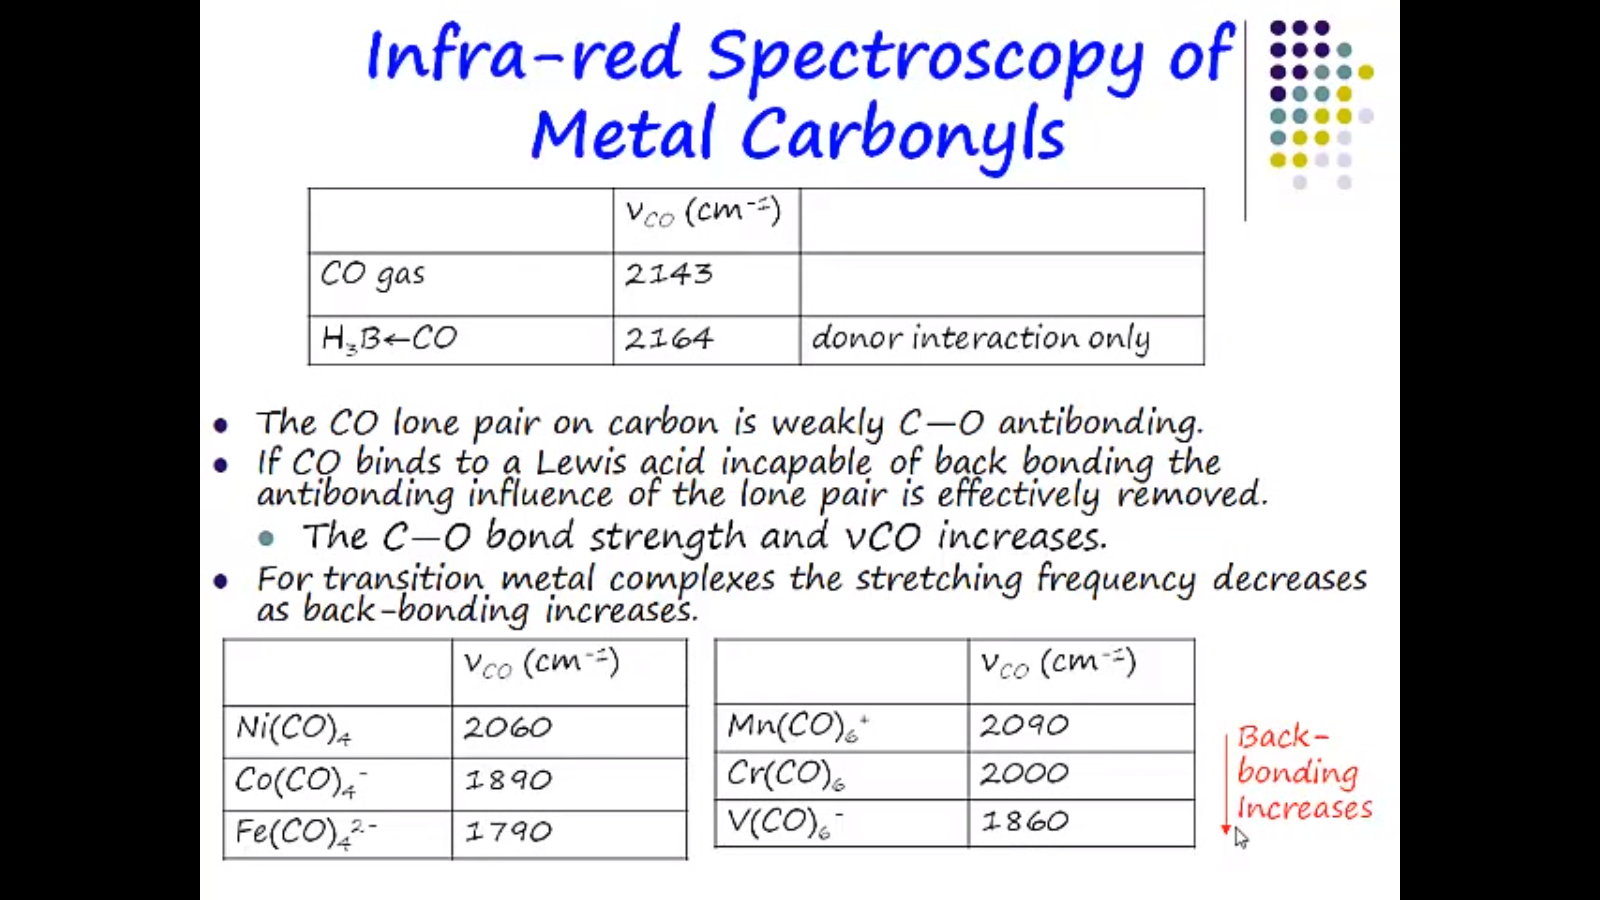 Infra-red Spectroscopy of
Metal Carbonyls
νCO (cm⁻¹)
CO gas 2143
H₃B←CO 2164 donor interaction only
• The CO lone pair on carbon is weakly C—O antibonding.
• If CO binds to a Lewis acid incapable of back bonding the
antibonding influence of the lone pair is effectively removed.
• The C—O bond strength and νCO increases.
• For transition metal complexes the stretching frequency decreases
as back-bonding increases.
νCO (cm⁻¹)
Ni(CO)₄ 2060
Co(CO)₄⁻ 1890
Fe(CO)₄²⁻ 1790
νCO (cm⁻¹)
Mn(CO)₆⁺ 2090
Cr(CO)₆ 2000
V(CO)₆⁻ 1860
Back-
bonding
Increases